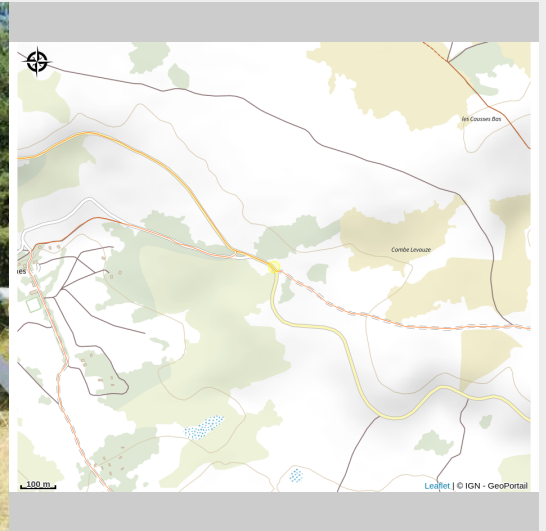 les Causses Bas
Combe Levouze
es
100 m
Leaflet | © IGN - GeoPortail